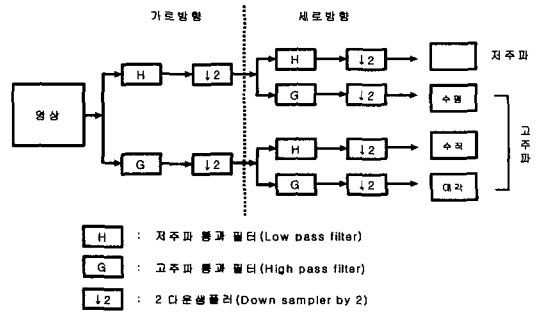 가로방향 세로방향
H ↓2 H ↓2 저주파
G ↓2 수평
영상
H ↓2 수직
G ↓2 G ↓2 대각
고주파
H : 저주파 통과 필터(Low pass filter)
G : 고주파 통과 필터(High pass filter)
↓2 : 2 다운샘플러(Down sampler by 2)